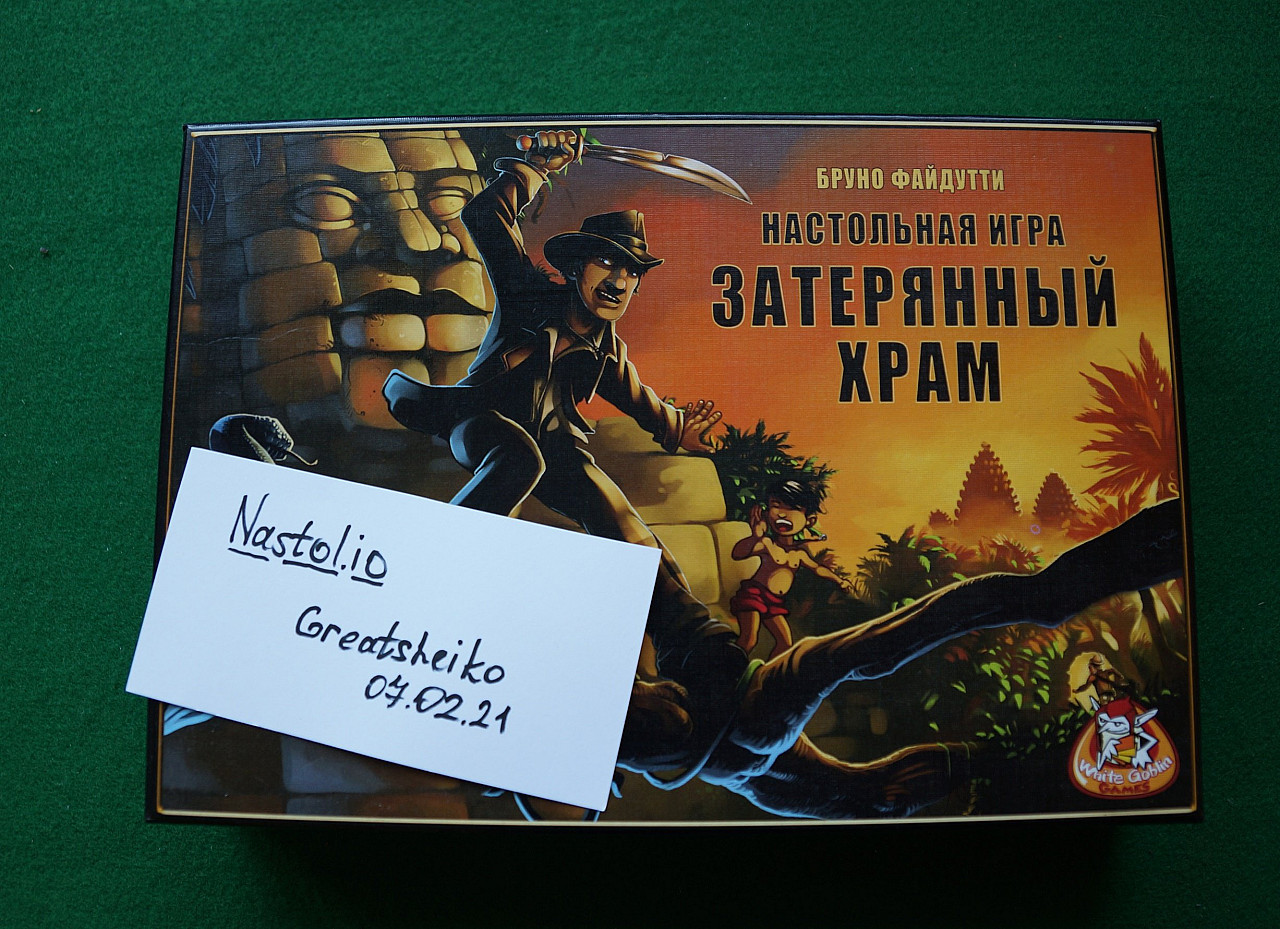 БРУНО ФАЙДУТТИ
НАСТОЛЬНАЯ ИГРА
ЗАТЕРЯННЫЙ
ХРАМ
Nastol.io
Greatsheiko
07.02.21
White Goblin
GAMES